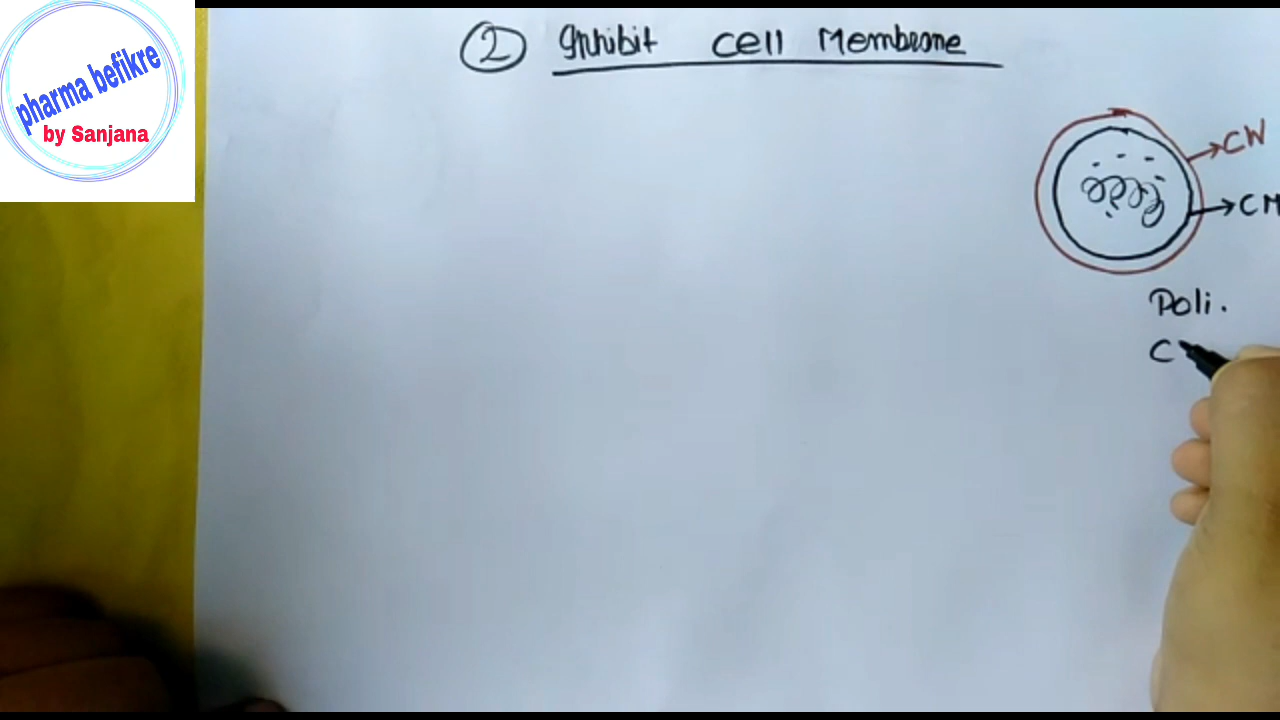 pharma befikre
by Sanjana
② Inhibit cell Membrane
CW
CM
Poli.
C